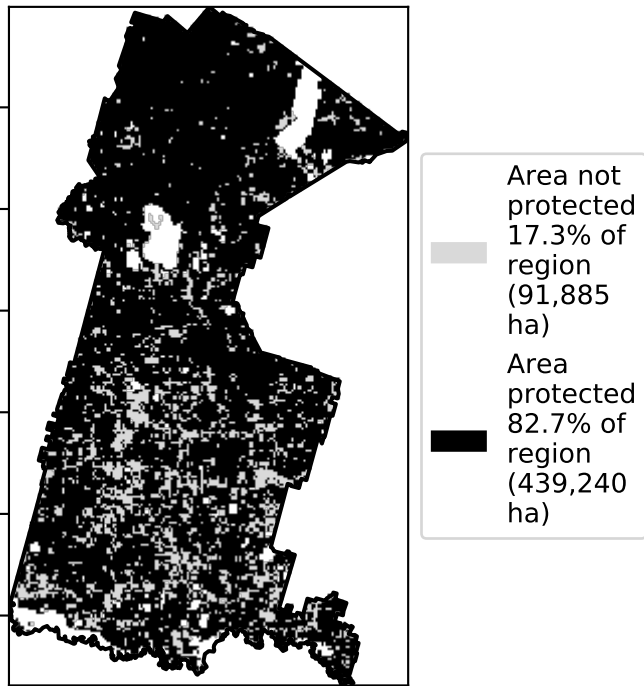 Area not
protected
17.3% of
region
(91,885
ha)
Area
protected
82.7% of
region
(439,240
ha)